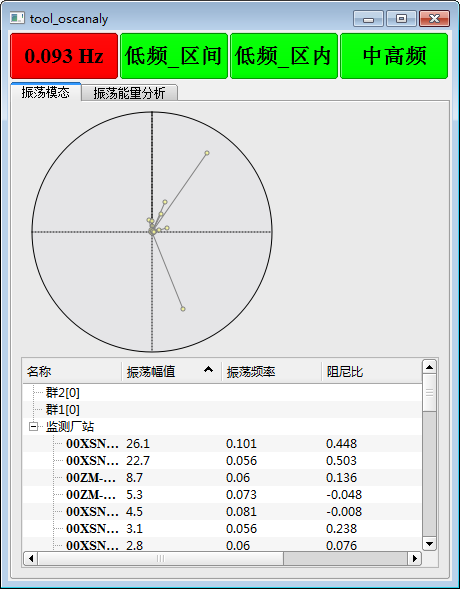 tool_oscanaly
0.093 Hz 低频_区间 低频_区内 中高频
振荡模态 振荡能量分析
名称 振荡幅值 振荡频率 阻尼比
群2[0]
群1[0]
监测厂站
00XSN... 26.1 0.101 0.448
00XSN... 22.7 0.056 0.503
00ZM-... 8.7 0.06 0.136
00ZM-... 5.3 0.073 -0.048
00XSN... 4.5 0.081 -0.008
00XSN... 3.1 0.056 0.238
00XSN... 2.8 0.06 0.076